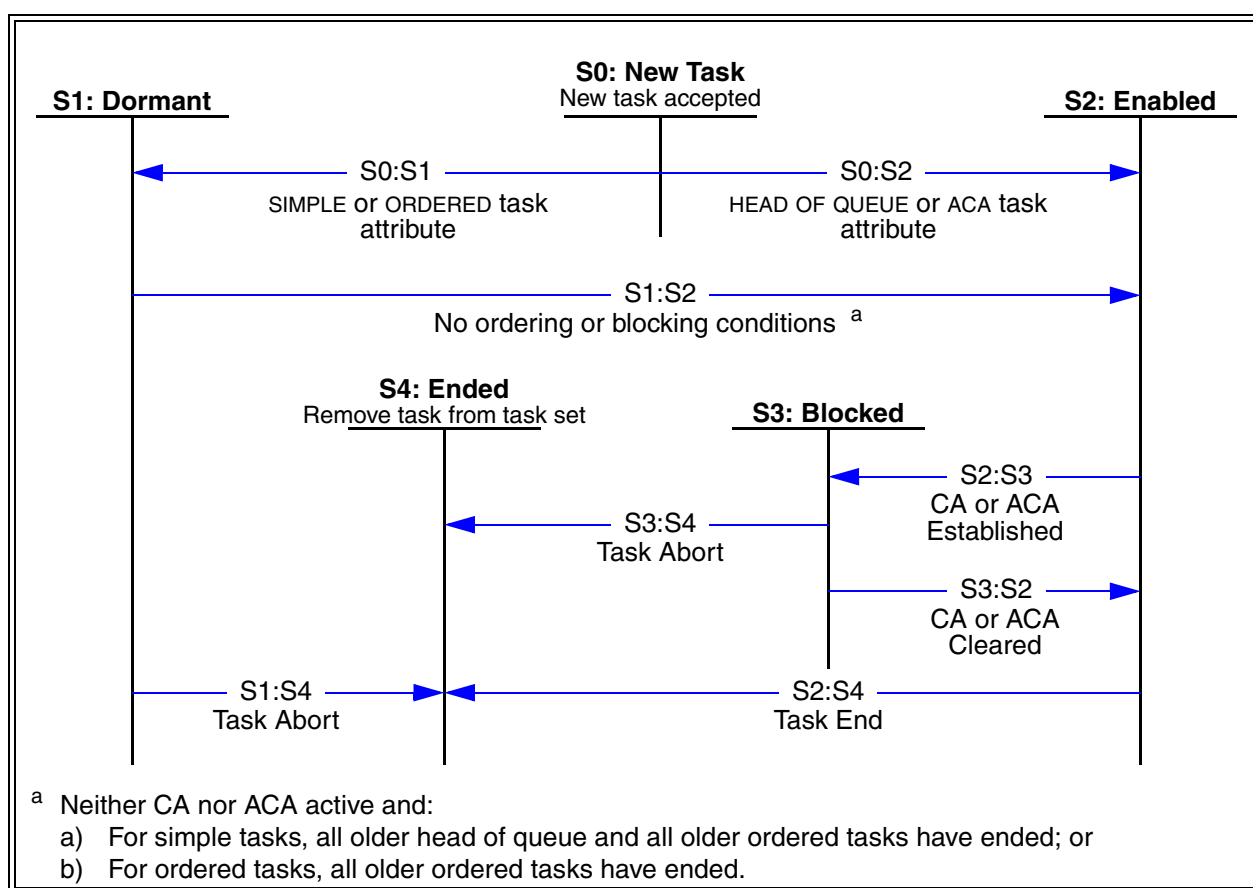 S0: New Task
New task accepted
S1: Dormant
S2: Enabled
S0:S1
S0:S2
SIMPLE or ORDERED task
attribute
HEAD OF QUEUE or ACA task
attribute
S1:S2
No ordering or blocking conditions a
S4: Ended
Remove task from task set
S3: Blocked
S2:S3
CA or ACA
Established
S3:S4
Task Abort
S3:S2
CA or ACA
Cleared
S1:S4
Task Abort
S2:S4
Task End
a Neither CA nor ACA active and:
a) For simple tasks, all older head of queue and all older ordered tasks have ended; or
b) For ordered tasks, all older ordered tasks have ended.